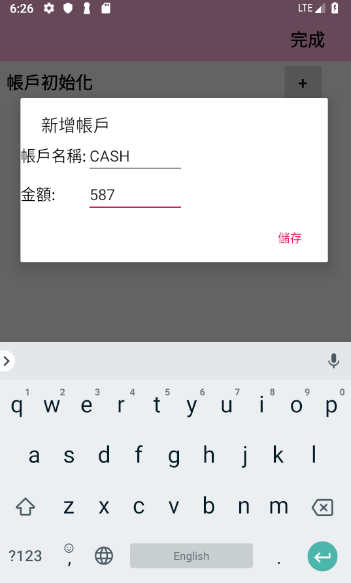 6:26 LTE
完成
帳戶初始化 +
新增帳戶
帳戶名稱: CASH
金額: 587
儲存
1 2 3 4 5 6 7 8 9 0
q w e r t y u i o p
a s d f g h j k l
z x c v b n m
?123 , English .